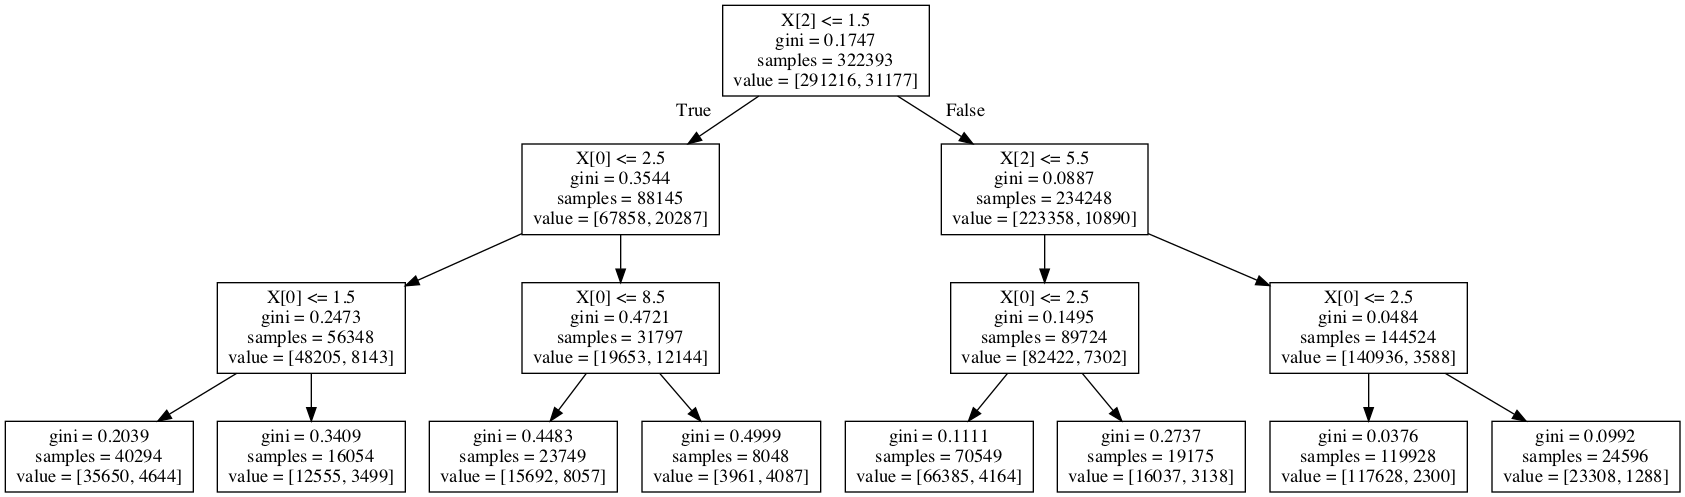 X[2] <= 1.5
gini = 0.1747
samples = 322393
value = [291216, 31177]
True
False
X[0] <= 2.5
gini = 0.3544
samples = 88145
value = [67858, 20287]
X[2] <= 5.5
gini = 0.0887
samples = 234248
value = [223358, 10890]
X[0] <= 1.5
gini = 0.2473
samples = 56348
value = [48205, 8143]
X[0] <= 8.5
gini = 0.4721
samples = 31797
value = [19653, 12144]
X[0] <= 2.5
gini = 0.1495
samples = 89724
value = [82422, 7302]
X[0] <= 2.5
gini = 0.0484
samples = 144524
value = [140936, 3588]
gini = 0.2039
samples = 40294
value = [35650, 4644]
gini = 0.3409
samples = 16054
value = [12555, 3499]
gini = 0.4483
samples = 23749
value = [15692, 8057]
gini = 0.4999
samples = 8048
value = [3961, 4087]
gini = 0.1111
samples = 70549
value = [66385, 4164]
gini = 0.2737
samples = 19175
value = [16037, 3138]
gini = 0.0376
samples = 119928
value = [117628, 2300]
gini = 0.0992
samples = 24596
value = [23308, 1288]